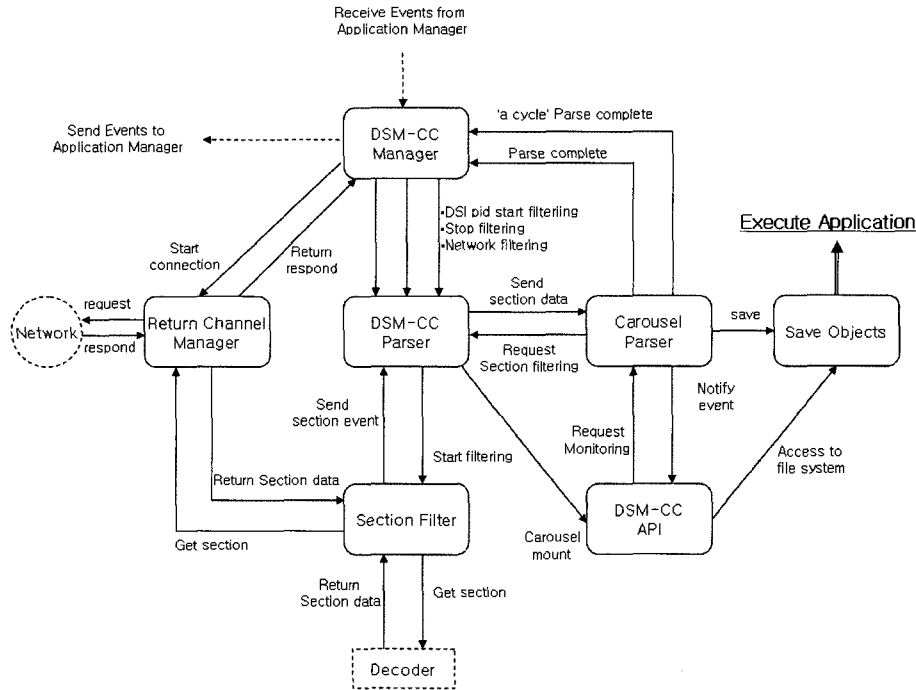 Receive Events from
Application Manager
Send Events to
Application Manager
DSM-CC
Manager
'a cycle' Parse complete
Parse complete
•DSI pid start filteriing
•Stop filtering
•Network filtering
Execute Application
Start
connection
Return
respond
Send
section data
Network
request
respond
Return Channel
Manager
DSM-CC
Parser
Carousel
Parser
save
Save Objects
Request
Section filtering
Notify
event
Send
section event
Start filtering
Request
Monitoring
Access to
file system
Return Section data
Get section
Section Filter
Carousel
mount
DSM-CC
API
Return
Section data
Get section
Decoder